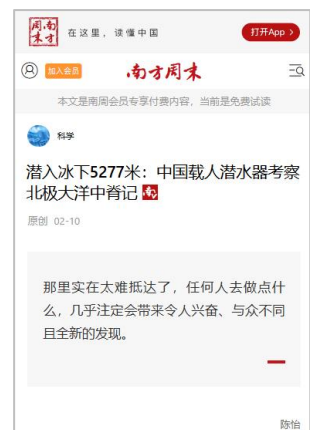 南方周末
在这里，读懂中国
打开App >
加入会员
南方周末
本文是南周会员专享付费内容，当前是免费试读
科学
潜入冰下5277米：中国载人潜水器考察
北极大洋中脊记
原创 02-10
那里实在太难抵达了，任何人去做点什
么，几乎注定会带来令人兴奋、与众不同
且全新的发现。
陈怡